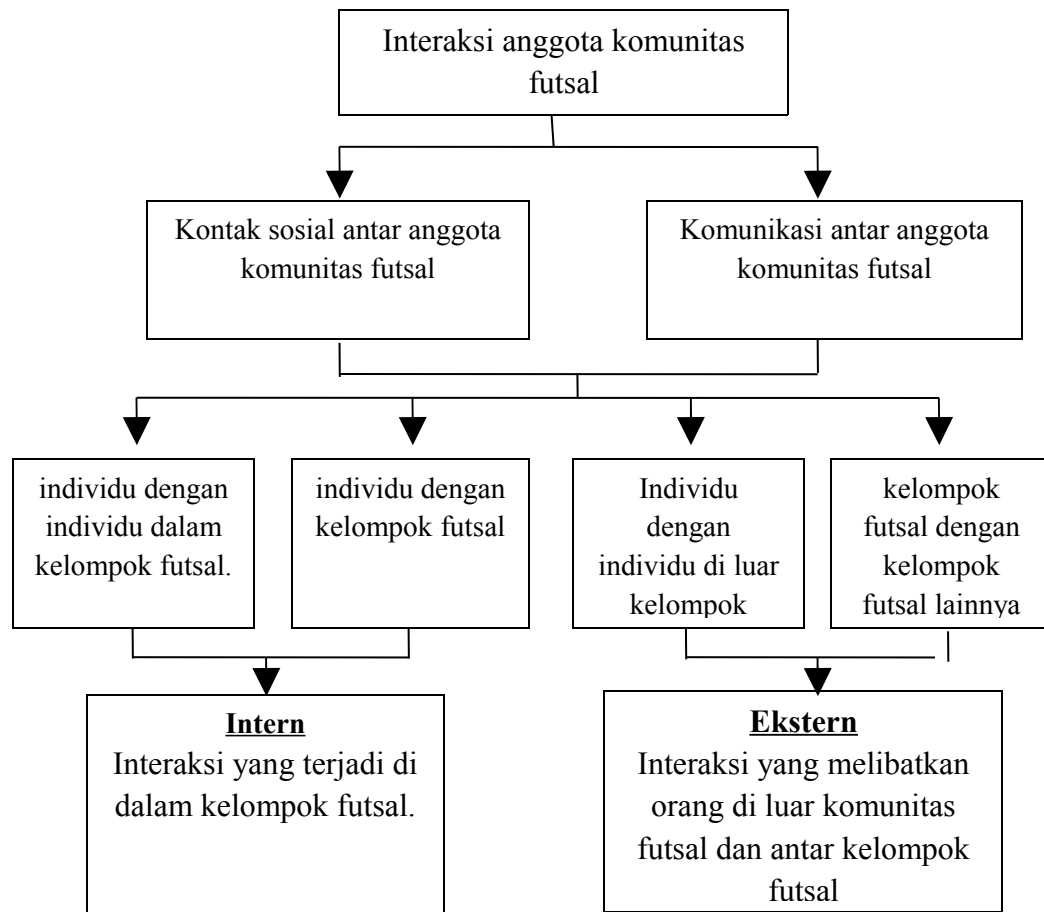 Interaksi anggota komunitas
futsal
Kontak sosial antar anggota
komunitas futsal
Komunikasi antar anggota
komunitas futsal
individu dengan
individu dalam
kelompok futsal.
individu dengan
kelompok futsal
Individu
dengan
individu di luar
kelompok
kelompok
futsal dengan
kelompok
futsal lainnya
Intern
Interaksi yang terjadi di
dalam kelompok futsal.
Ekstern
Interaksi yang melibatkan
orang di luar komunitas
futsal dan antar kelompok
futsal